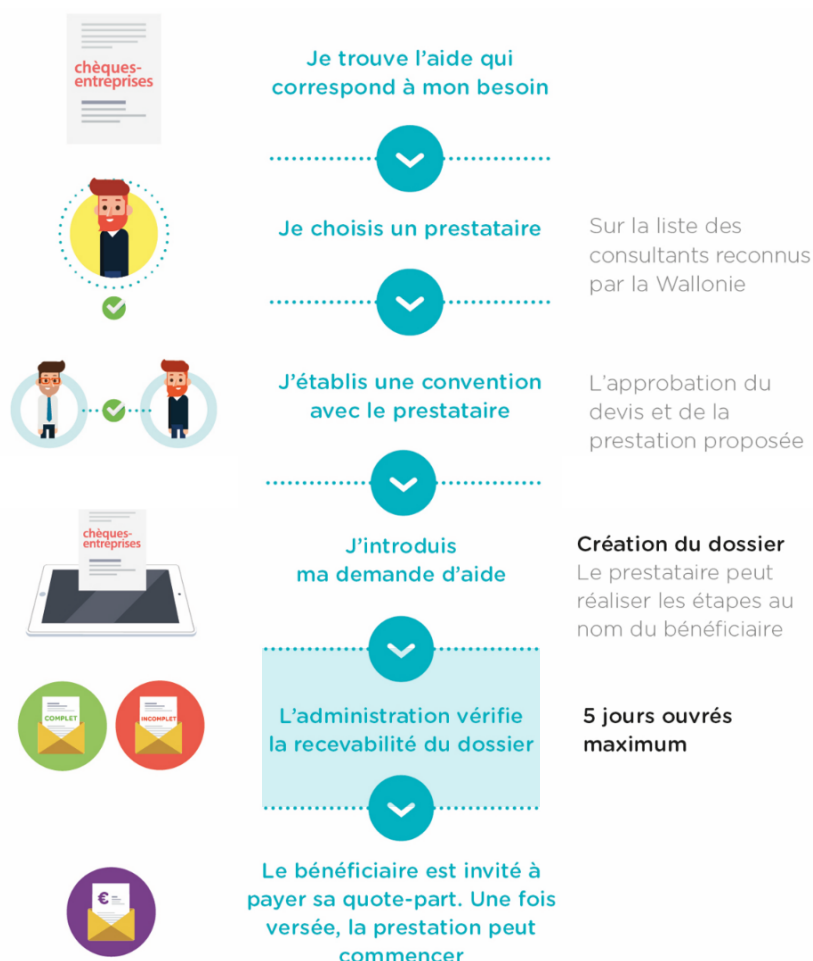 chèques-
entreprises
Je trouve l'aide qui
correspond à mon besoin
Je choisis un prestataire
Sur la liste des
consultants reconnus
par la Wallonie
J'établis une convention
avec le prestataire
L'approbation du
devis et de la
prestation proposée
chèques-
entreprises
J'introduis
ma demande d'aide
Création du dossier
Le prestataire peut
réaliser les étapes au
nom du bénéficiaire
COMPLET
INCOMPLET
L'administration vérifie
la recevabilité du dossier
5 jours ouvrés
maximum
€
Le bénéficiaire est invité à
payer sa quote-part. Une fois
versée, la prestation peut
commencer